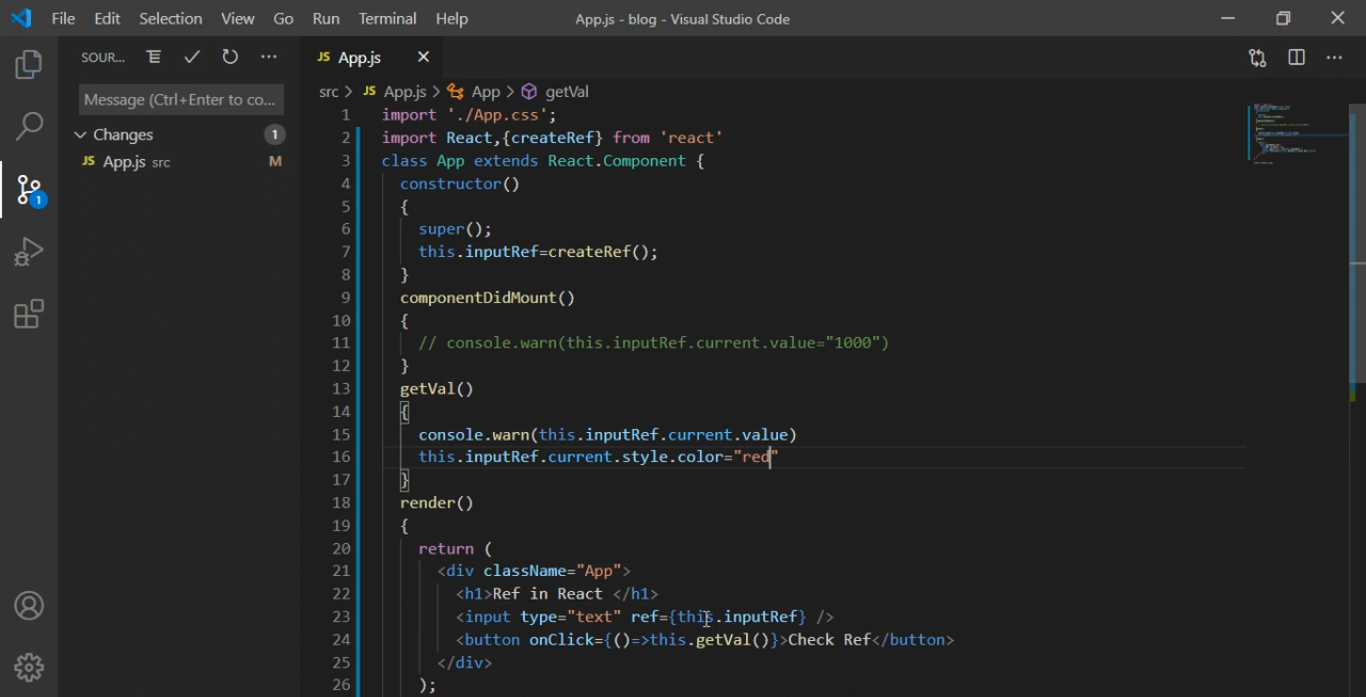 File Edit Selection View Go Run Terminal Help App.js - blog - Visual Studio Code
SOUR...
Message (Ctrl+Enter to co...
Changes 1
JS App.js src M
1
JS App.js
src > JS App.js > App > getVal
1 import './App.css';
2 import React,{createRef} from 'react'
3 class App extends React.Component {
4 constructor()
5 {
6 super();
7 this.inputRef=createRef();
8 }
9 componentDidMount()
10 {
11 // console.warn(this.inputRef.current.value="1000")
12 }
13 getVal()
14 {
15 console.warn(this.inputRef.current.value)
16 this.inputRef.current.style.color="red"
17 }
18 render()
19 {
20 return (
21 <div className="App">
22 <h1>Ref in React </h1>
23 <input type="text" ref={this.inputRef} />
24 <button onClick={()=>this.getVal()}>Check Ref</button>
25 </div>
26 );